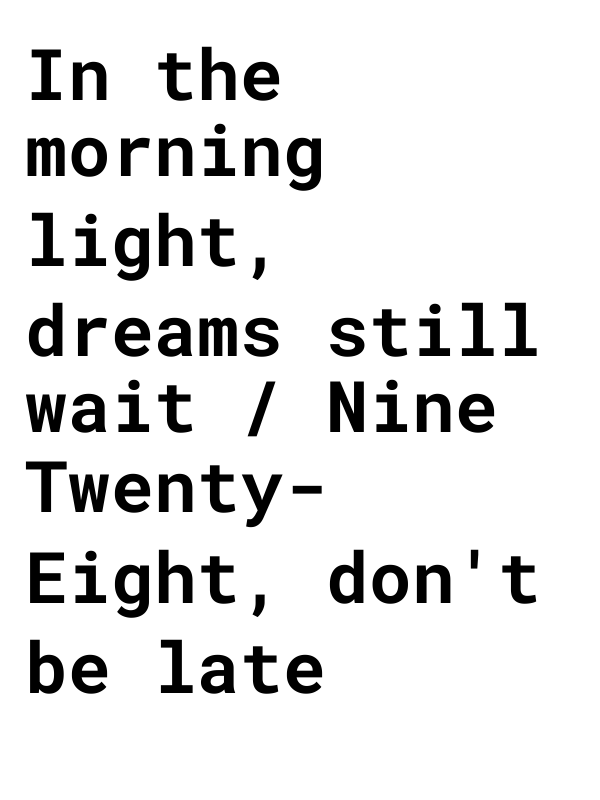 In the
morning
light,
dreams still
wait / Nine
Twenty-
Eight, don't
be late